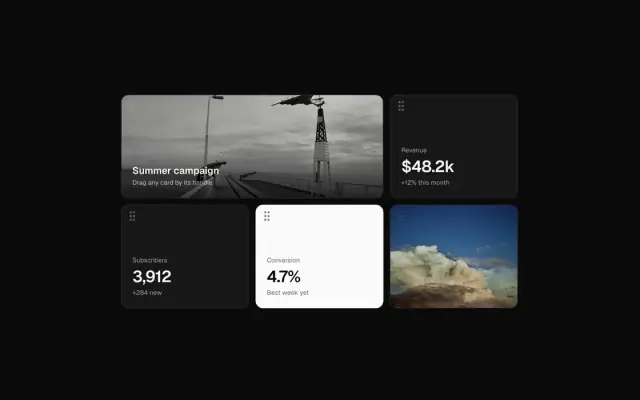 Summer campaign
Drag any card by its handle
Revenue
$48.2k
+12% this month
Subscribers
3,912
+284 new
Conversion
4.7%
Best week yet